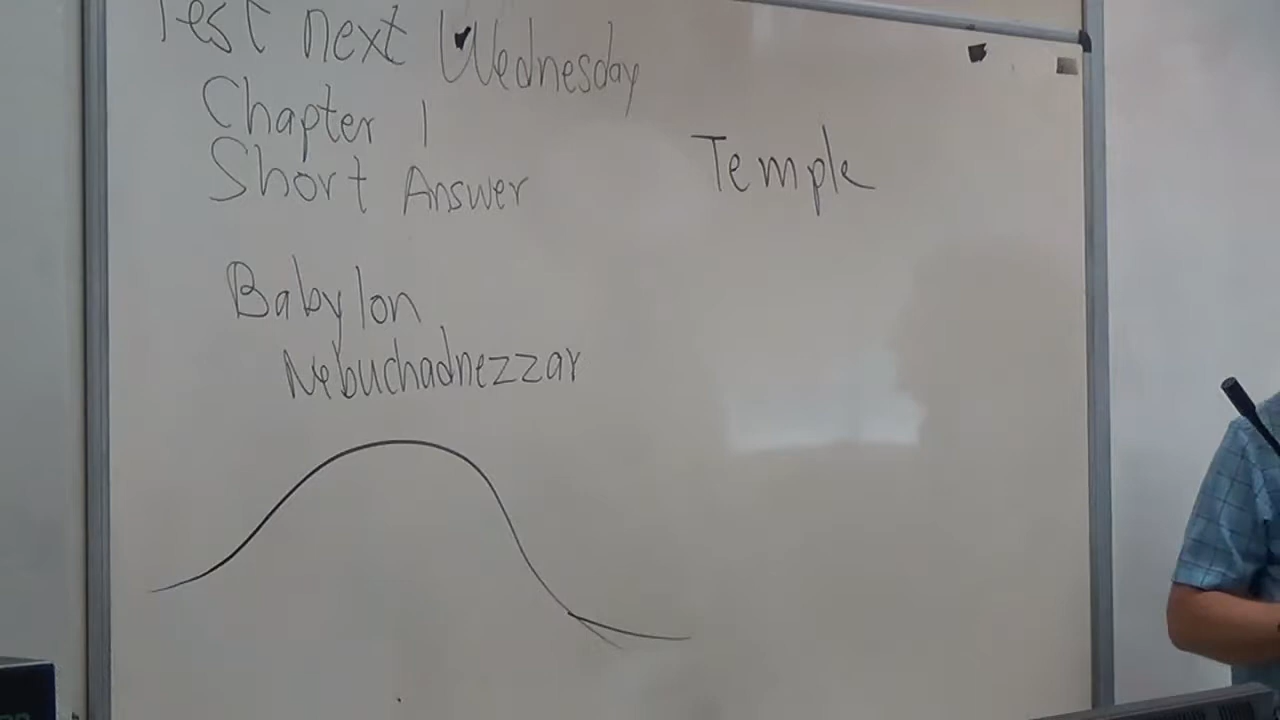 Test next Wednesday
Chapter 1
Short Answer
Temple
Babylon
Nebuchadnezzar